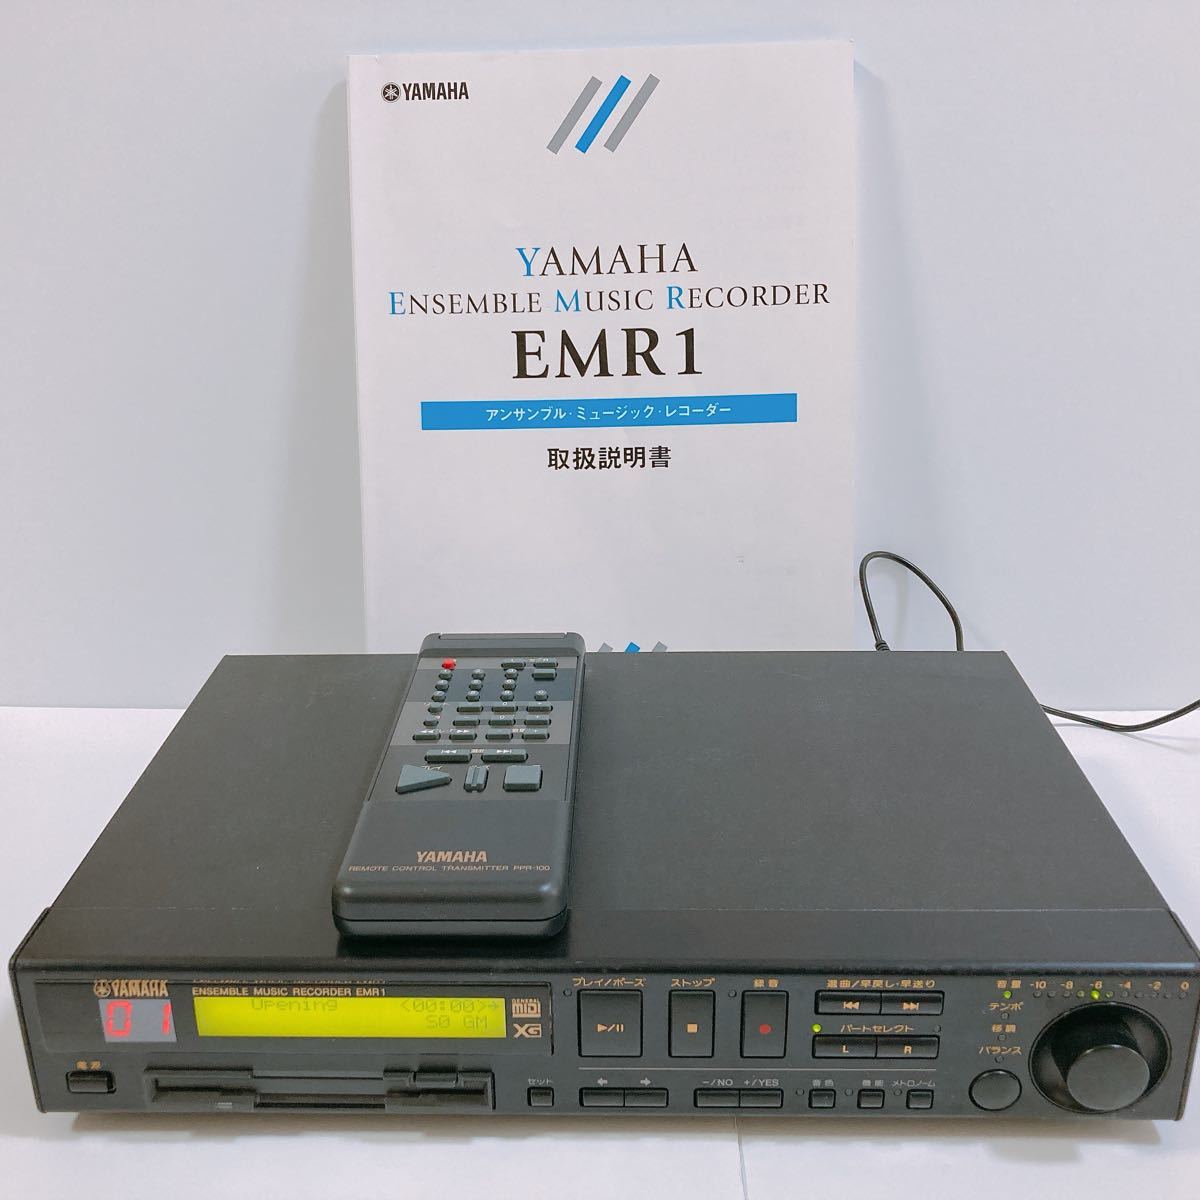 YAMAHA
YAMAHA
ENSEMBLE MUSIC RECORDER
EMR1
アンサンブル・ミュージック・レコーダー
取扱説明書
プレイ
YAMAHA
REMOTE CONTROL TRANSMITTER PPR-100
YAMAHA
ENSEMBLE MUSIC RECORDER EMR1
01
Opening <00:00>→
50 GM
GENERAL MIDI
XG
電源
プレイ/ポーズ ストップ 録音
選曲/早戻し・早送り
パートセレクト
L R
セット
−/NO +/YES
音色 機能 メトロノーム
音量 -10 -8 -6 -4 -2 0
テンポ
移調
バランス